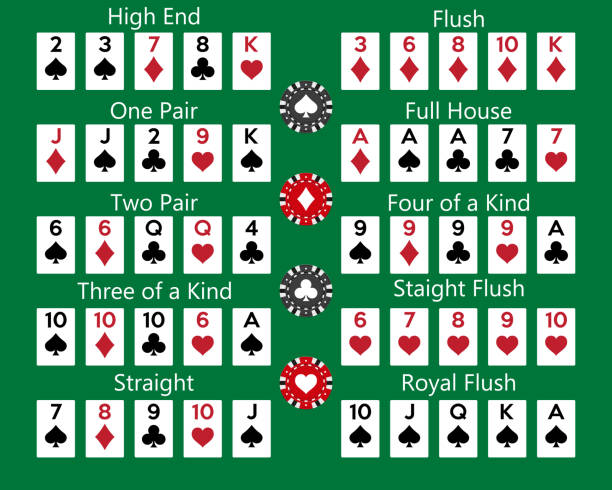 High End
2 3 7 8 K
One Pair
J J 2 9 K
Two Pair
6 6 Q Q 4
Three of a Kind
10 10 10 6 A
Straight
7 8 9 10 J
Flush
3 6 8 10 K
Full House
A A A 7 7
Four of a Kind
9 9 9 9 A
Staight Flush
6 7 8 9 10
Royal Flush
10 J Q K A